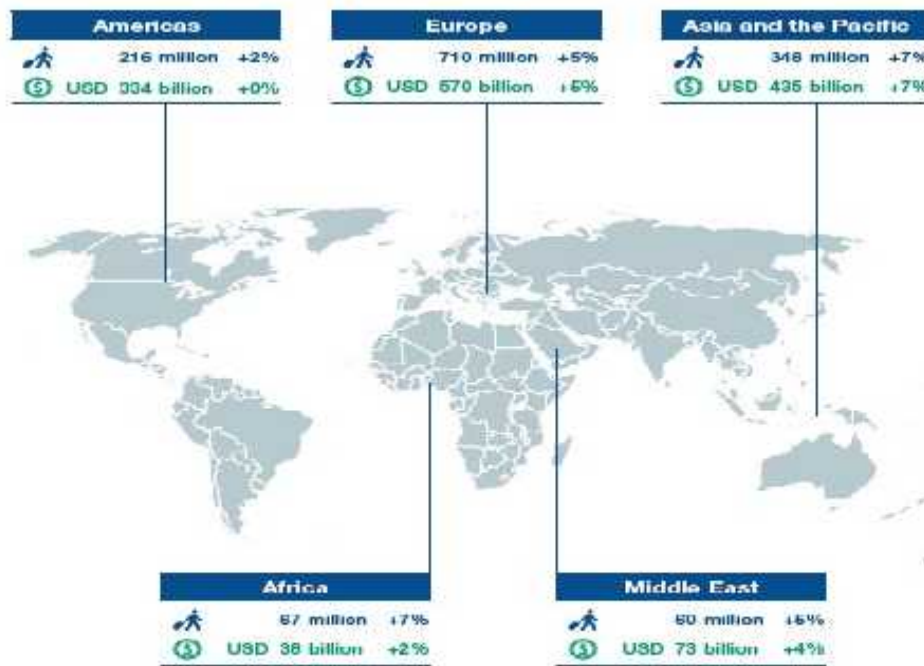 Americas
216 million +2%
USD 334 billion +0%
Europe
710 million +5%
USD 570 billion +5%
Asia and the Pacific
348 million +7%
USD 435 billion +7%
Africa
67 million +7%
USD 38 billion +2%
Middle East
60 million +5%
USD 73 billion +4%